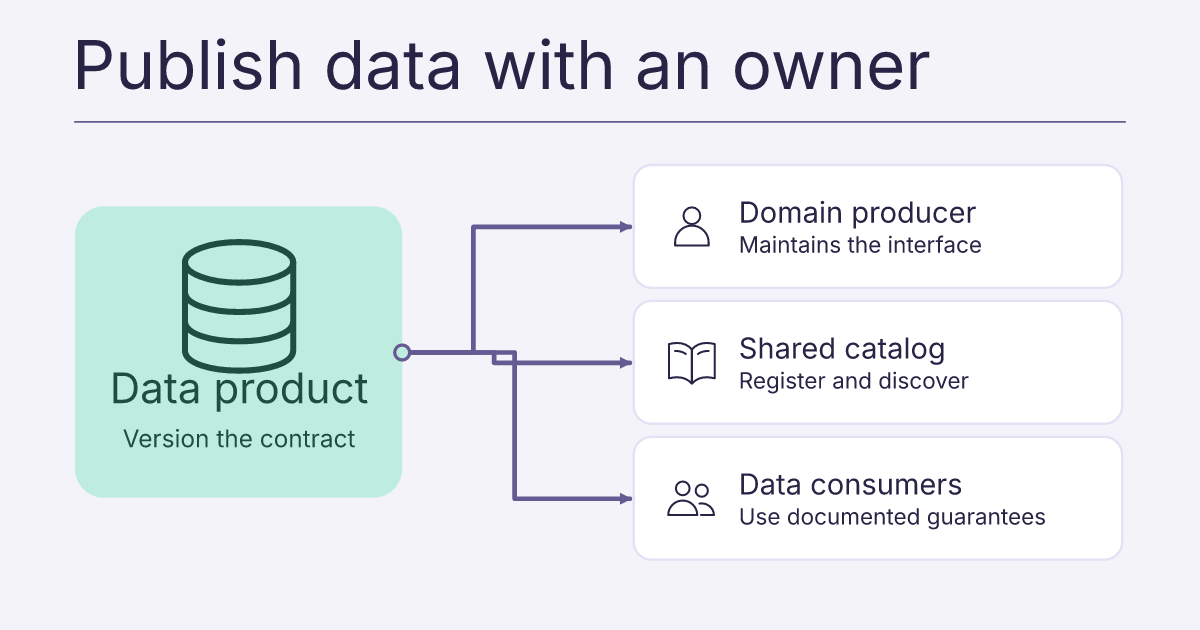 Publish data with an owner
Data product
Version the contract
Domain producer
Maintains the interface
Shared catalog
Register and discover
Data consumers
Use documented guarantees